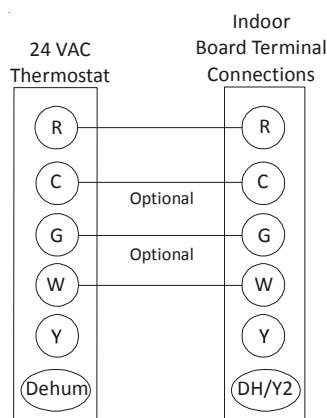 24 VAC
Thermostat
Indoor
Board Terminal
Connections
R
R
C
C
Optional
G
G
Optional
W
W
Y
Y
Dehum
DH/Y2